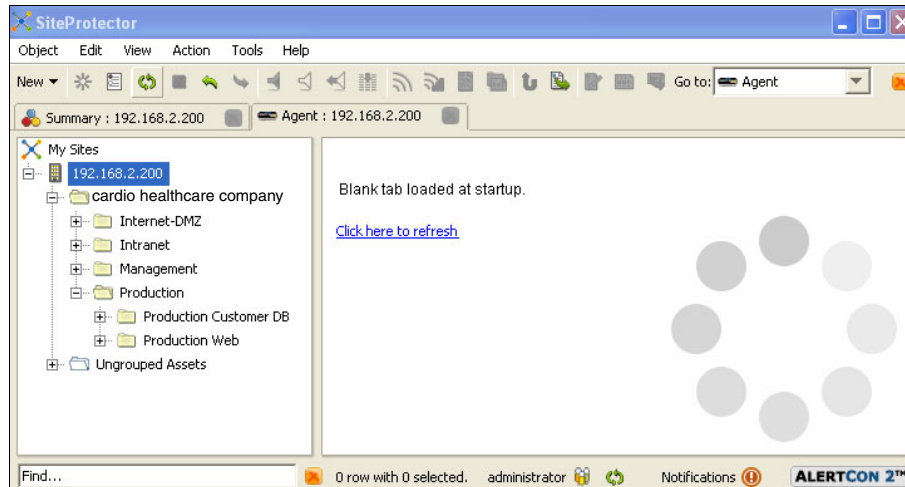 SiteProtector
Object Edit View Action Tools Help
New Go to: Agent
Summary : 192.168.2.200 Agent : 192.168.2.200
My Sites
192.168.2.200
cardio healthcare company
Internet-DMZ
Intranet
Management
Production
Production Customer DB
Production Web
Ungrouped Assets
Blank tab loaded at startup.
Click here to refresh
Find... 0 row with 0 selected. administrator Notifications ALERTCON 2™